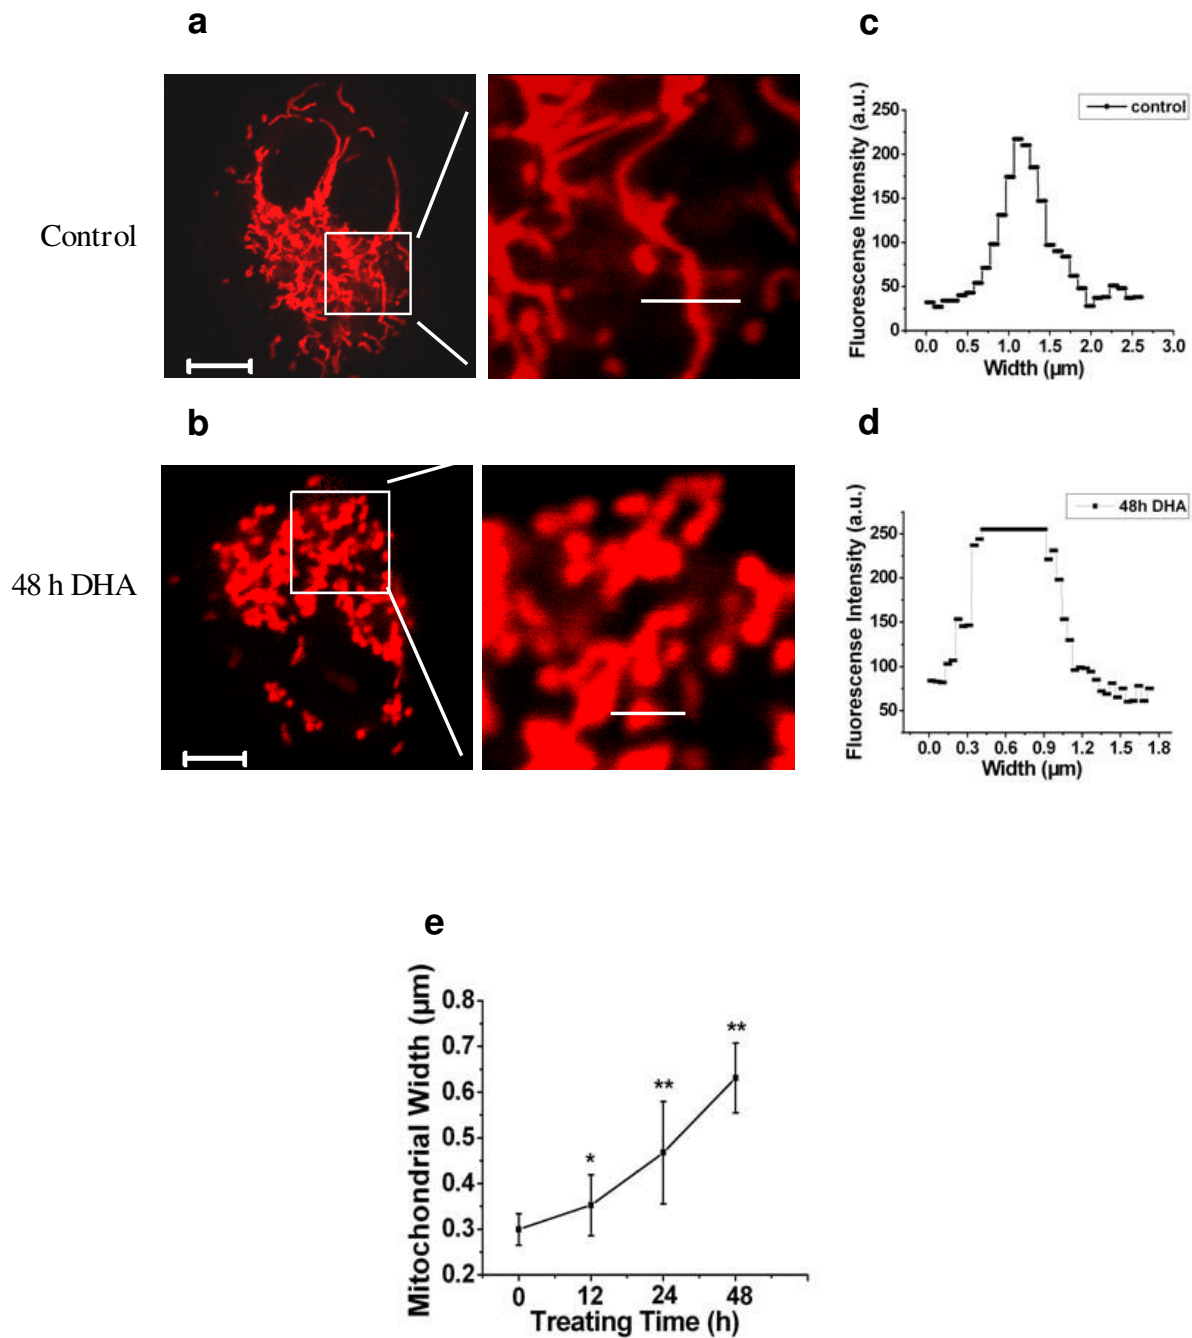 a
c
Control
Fluorescense Intensity (a.u.)
control
250
200
150
100
50
0
0.0 0.5 1.0 1.5 2.0 2.5 3.0
Width (µm)
b
d
48 h DHA
Fluorescense Intensity (a.u.)
48h DHA
250
200
150
100
50
0.0 0.3 0.6 0.9 1.2 1.5 1.8
Width (µm)
e
Mitochondrial Width (µm)
0.8
0.7
0.6
0.5
0.4
0.3
0.2
*
**
**
0 12 24 48
Treating Time (h)